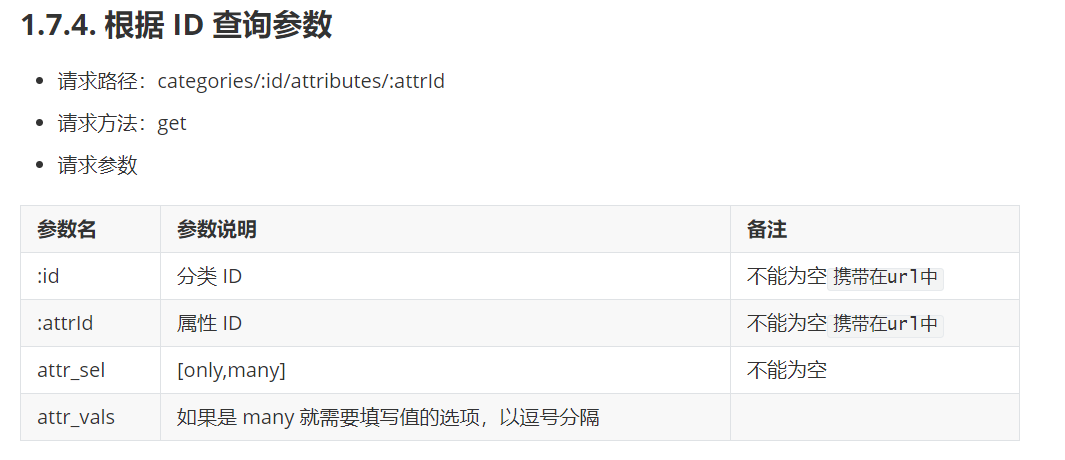 1.7.4. 根据 ID 查询参数
请求路径：categories/:id/attributes/:attrId
请求方法：get
请求参数
参数名 参数说明 备注
:id 分类 ID 不能为空携带在url中
:attrId 属性 ID 不能为空携带在url中
attr_sel [only,many] 不能为空
attr_vals 如果是 many 就需要填写值的选项，以逗号分隔